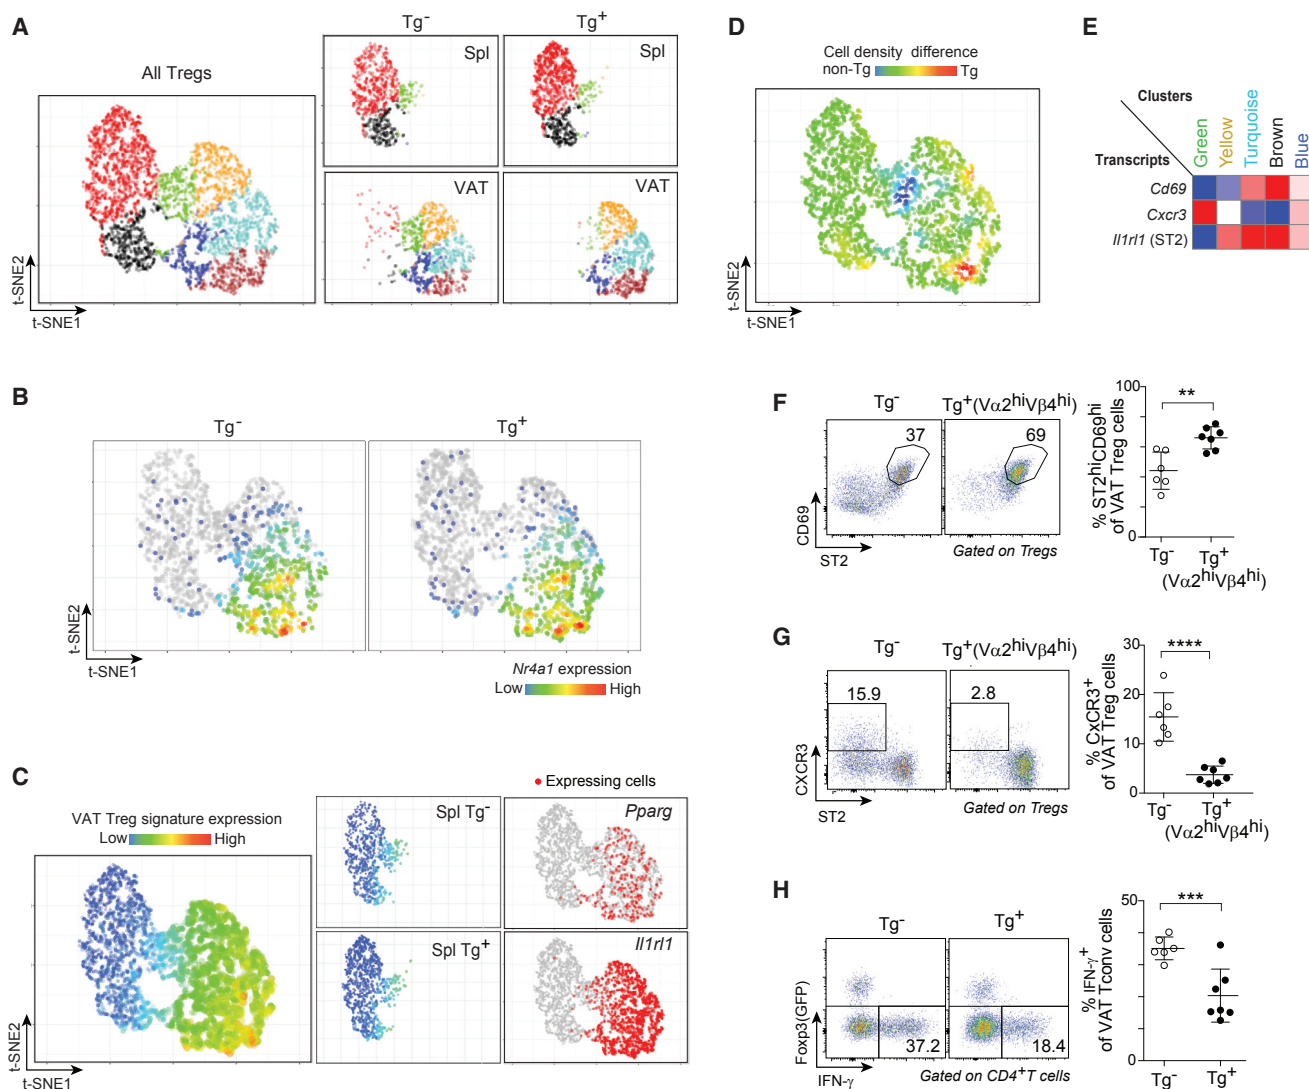 A
All Tregs
Tg-
Tg+
Spl
Spl
VAT
VAT
t-SNE2
t-SNE1
B
Tg-
Tg+
t-SNE2
t-SNE1
Nr4a1 expression
Low
High
C
VAT Treg signature expression
Low
High
Spl Tg-
Spl Tg+
Expressing cells
Pparg
Il1rl1
t-SNE2
t-SNE1
D
Cell density difference
non-Tg
Tg
t-SNE2
t-SNE1
E
Clusters
Transcripts
Green
Yellow
Turquoise
Brown
Blue
Cd69
Cxcr3
Il1rl1 (ST2)
F
Tg-
Tg+(Vα2hiVβ4hi)
37
69
CD69
ST2
Gated on Tregs
% ST2hiCD69hi
of VAT Treg cells
100
0
**
Tg-
Tg+
(Vα2hiVβ4hi)
G
Tg-
Tg+(Vα2hiVβ4hi)
15.9
2.8
CXCR3
ST2
Gated on Tregs
% CxCR3+
of VAT Treg cells
30
20
10
0
****
Tg-
Tg+
(Vα2hiVβ4hi)
H
Tg-
Tg+
37.2
18.4
Foxp3(GFP)
IFN-γ
Gated on CD4+T cells
% IFN-γ+
of VAT Tconv cells
50
0
***
Tg-
Tg+